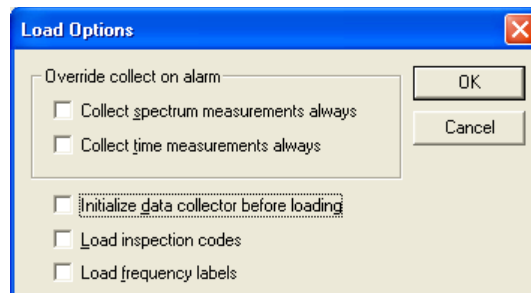 Load Options
Override collect on alarm
Collect spectrum measurements always
Collect time measurements always
OK
Cancel
Initialize data collector before loading
Load inspection codes
Load frequency labels